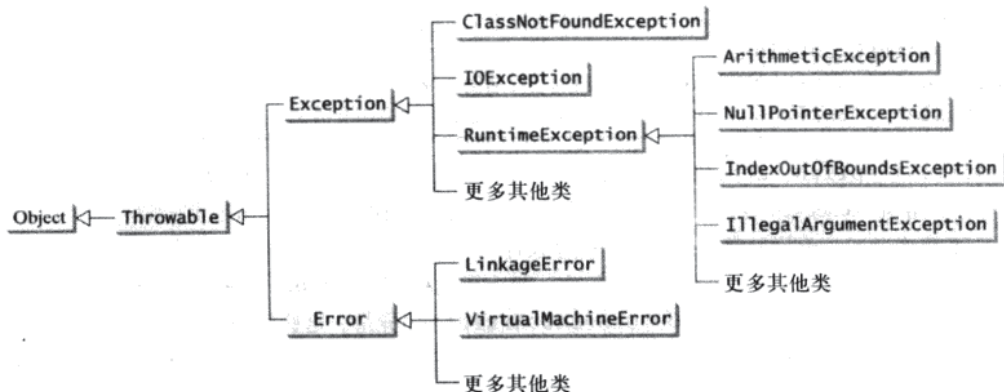 ClassNotFoundException
ArithmeticException
IOException
Exception
NullPointerException
RuntimeException
IndexOutOfBoundsException
更多其他类
Object
Throwable
IllegalArgumentException
LinkageError
更多其他类
Error
VirtualMachineError
更多其他类